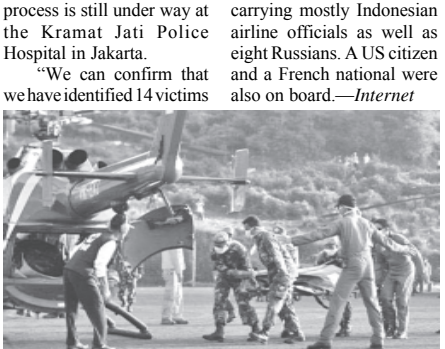 process is still under way at
the Kramat Jati Police
Hospital in Jakarta.
“We can confirm that
we have identified 14 victims
carrying mostly Indonesian
airline officials as well as
eight Russians. A US citizen
and a French national were
also on board.—Internet